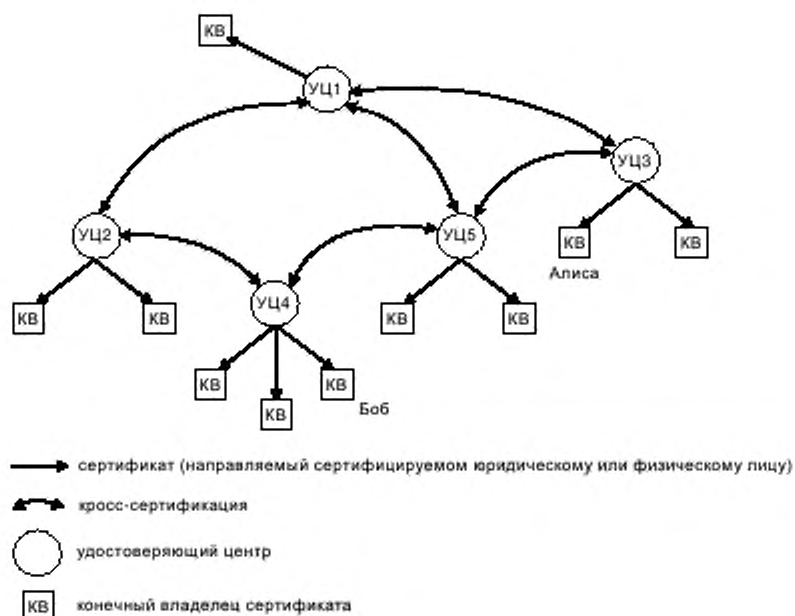 КВ
УЦ1
УЦ3
УЦ2
УЦ5
КВ
КВ
Алиса
УЦ4
КВ
КВ
КВ
КВ
КВ
КВ
Боб
КВ
сертификат (направляемый сертифицируемом юридическому или физическому лицу)
кросс-сертификация
удостоверяющий центр
КВ
конечный владелец сертификата